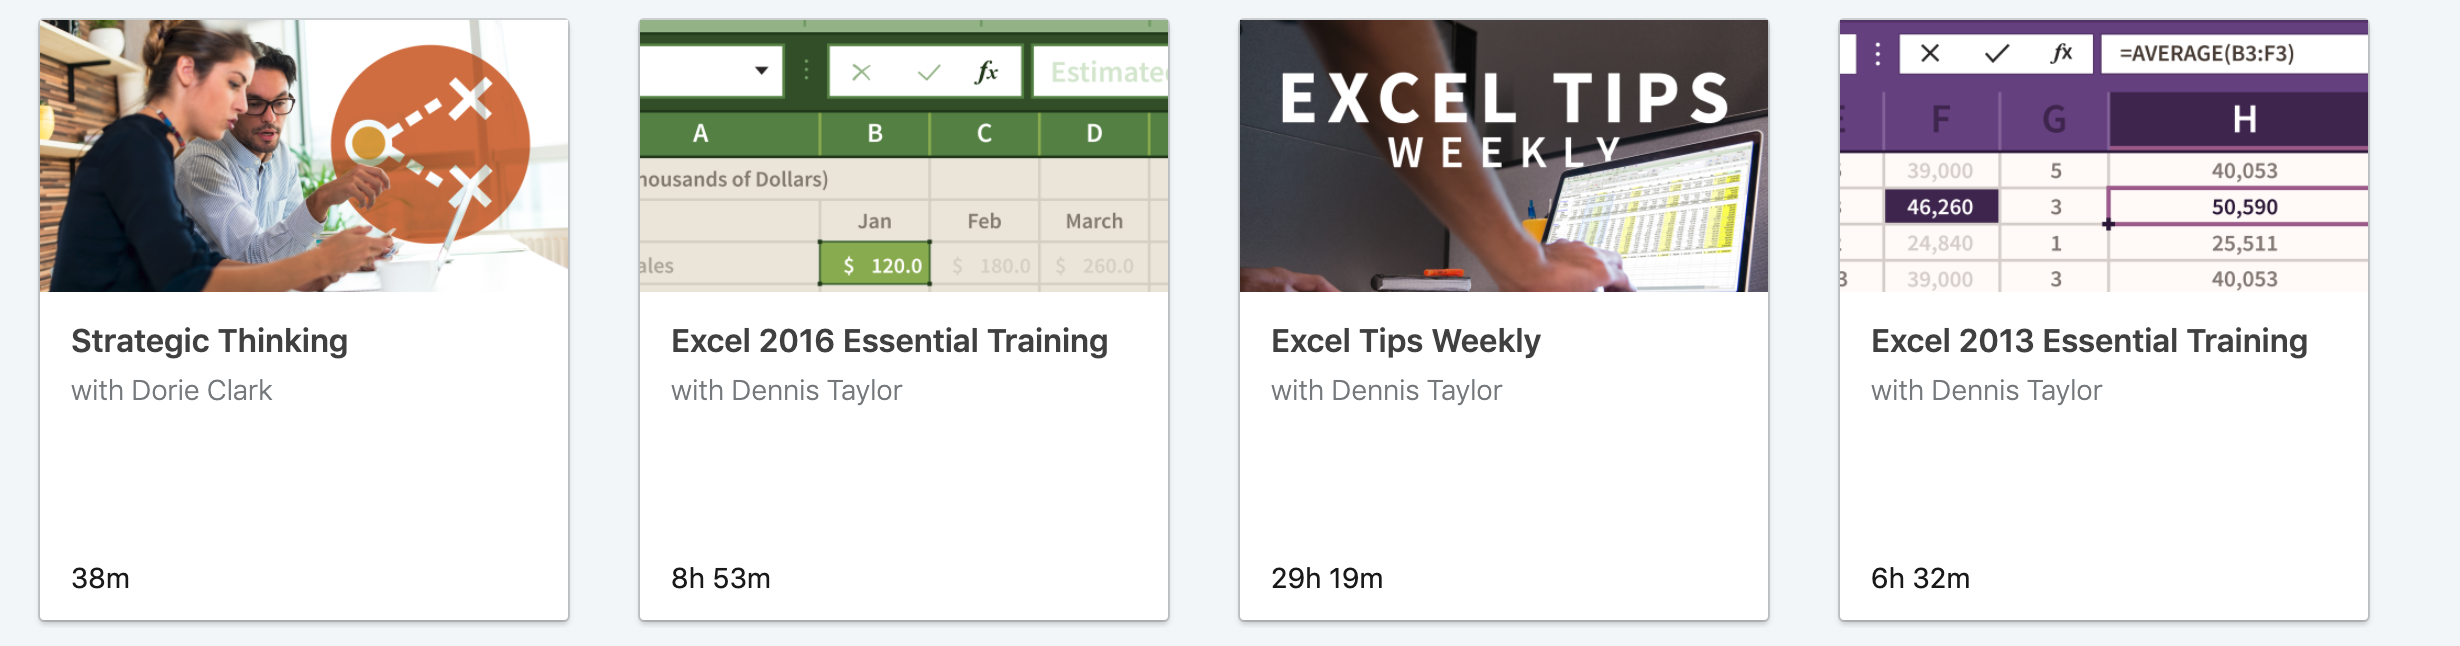 Strategic Thinking
with Dorie Clark
38m
fx
Estimated
A B C D
housands of Dollars)
Jan Feb March
ales $ 120.0 $ 180.0 $ 260.0
Excel 2016 Essential Training
with Dennis Taylor
8h 53m
EXCEL TIPS
WEEKLY
Excel Tips Weekly
with Dennis Taylor
29h 19m
fx =AVERAGE(B3:F3)
E F G H
39,000 5 40,053
46,260 3 50,590
24,840 1 25,511
3 39,000 3 40,053
Excel 2013 Essential Training
with Dennis Taylor
6h 32m